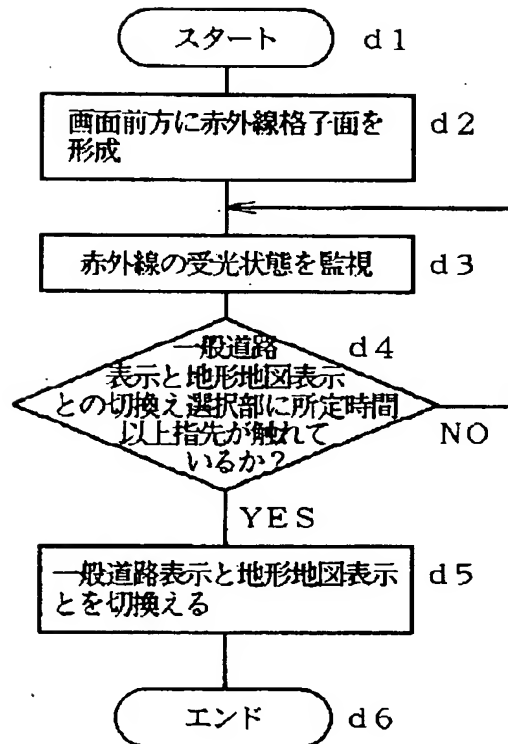 スタート d1
画面前方に赤外線格子面を d2
形成
赤外線の受光状態を監視 d3
一般道路 d4
表示と地形地図表示
との切換え選択部に所定時間
以上指先が触れて
いるか?
NO
YES
一般道路表示と地形地図表示 d5
とを切換える
エンド d6